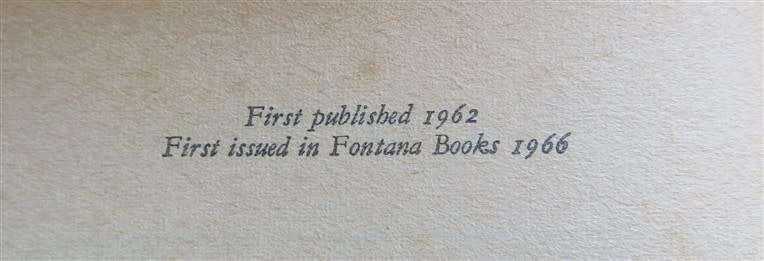 First published 1962
First issued in Fontana Books 1966